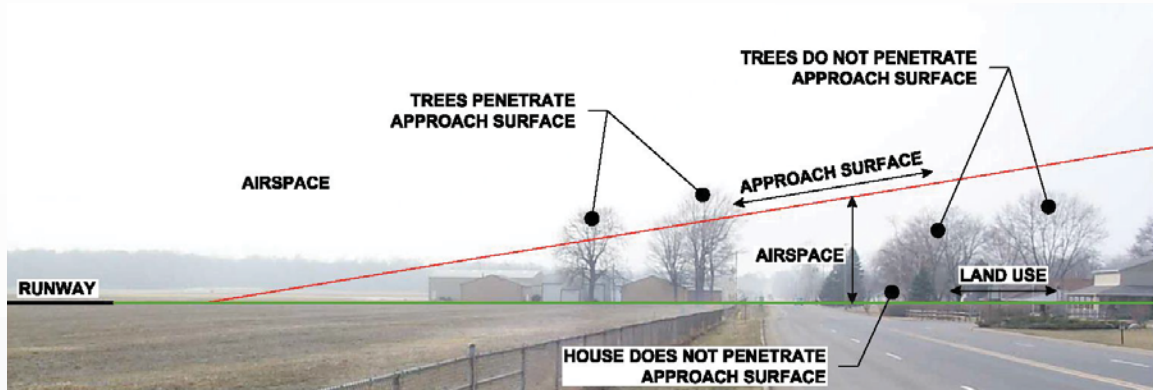 TREES DO NOT PENETRATE
APPROACH SURFACE
TREES PENETRATE
APPROACH SURFACE
APPROACH SURFACE
AIRSPACE
AIRSPACE
LAND USE
RUNWAY
HOUSE DOES NOT PENETRATE
APPROACH SURFACE